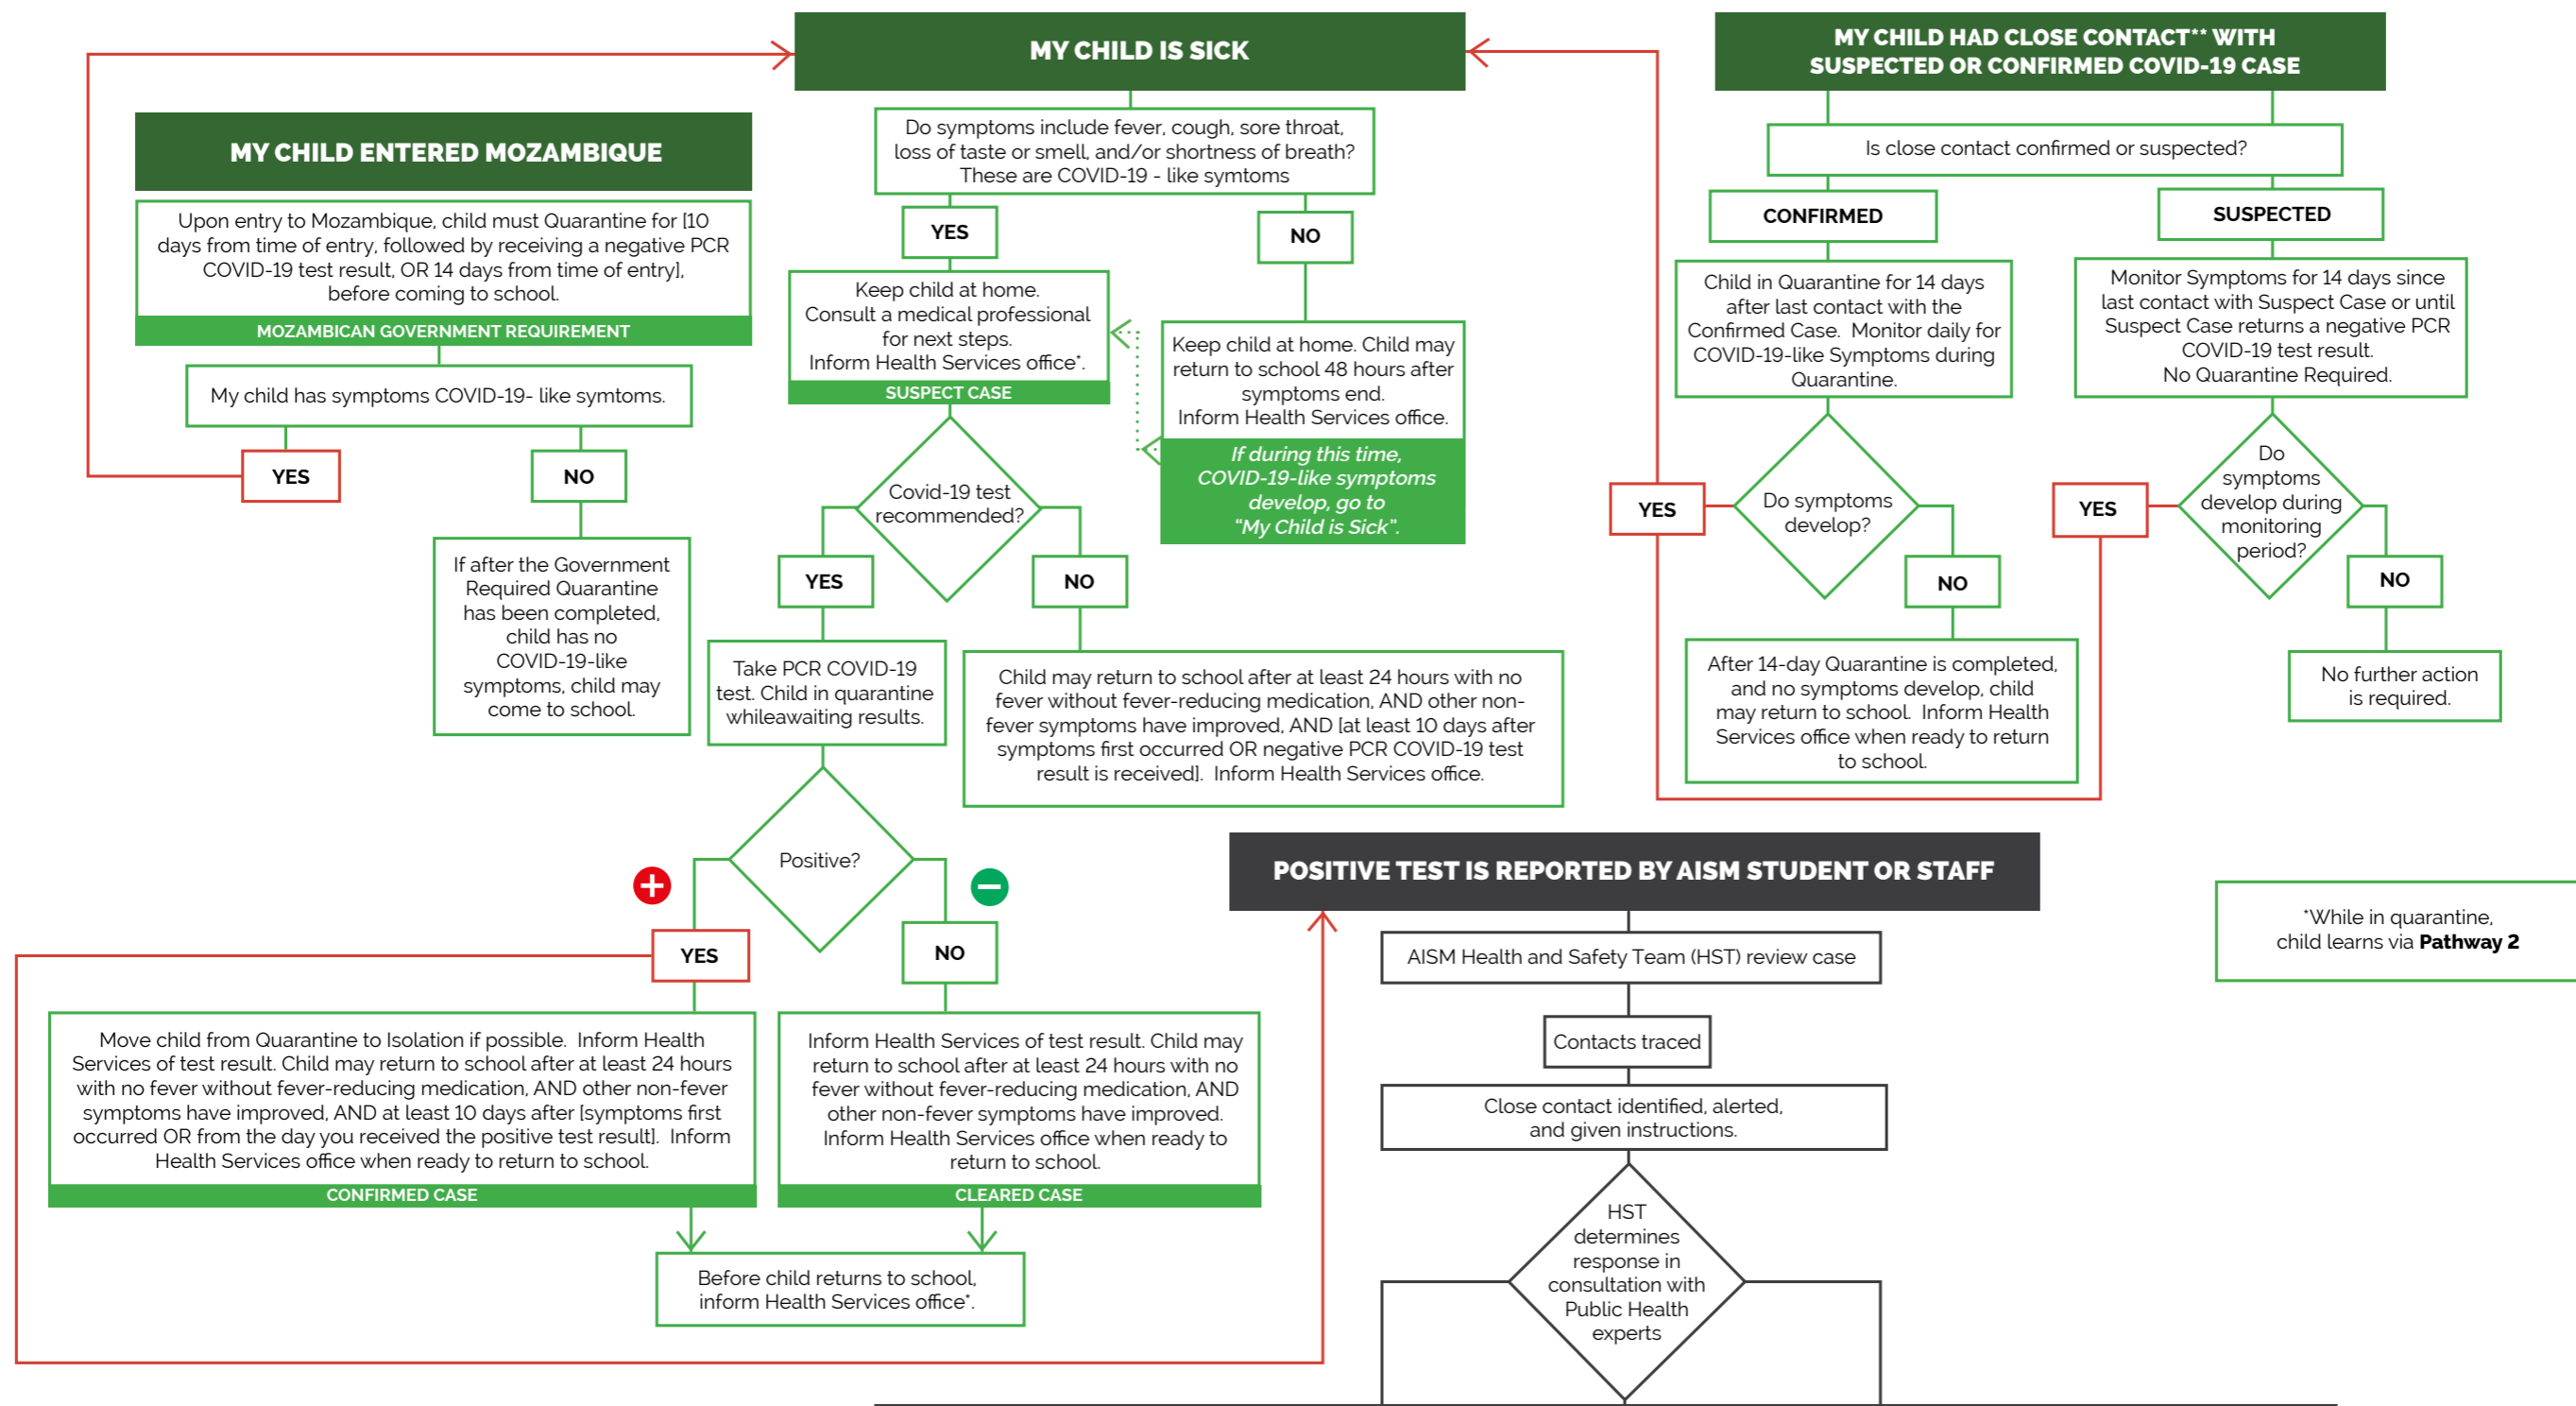 MY CHILD ENTERED MOZAMBIQUE
Upon entry to Mozambique, child must Quarantine for [10
days from time of entry, followed by receiving a negative PCR
COVID-19 test result, OR 14 days from time of entry],
before coming to school.
MOZAMBICAN GOVERNMENT REQUIREMENT
My child has symptoms COVID-19- like symtoms.
YES
NO
If after the Government
Required Quarantine
has been completed,
child has no
COVID-19-like
symptoms, child may
come to school.
MY CHILD IS SICK
Do symptoms include fever, cough, sore throat,
loss of taste or smell, and/or shortness of breath?
These are COVID-19 - like symtoms
YES
NO
Keep child at home.
Consult a medical professional
for next steps.
Inform Health Services office*.
SUSPECT CASE
Keep child at home. Child may
return to school 48 hours after
symptoms end.
Inform Health Services office.
If during this time,
COVID-19-like symptoms
develop, go to
“My Child is Sick”.
Covid-19 test
recommended?
YES
NO
Take PCR COVID-19
test. Child in quarantine
whileawaiting results.
Child may return to school after at least 24 hours with no
fever without fever-reducing medication, AND other non-
fever symptoms have improved, AND [at least 10 days after
symptoms first occurred OR negative PCR COVID-19 test
result is received]. Inform Health Services office.
Positive?
YES
NO
Move child from Quarantine to Isolation if possible. Inform Health
Services of test result. Child may return to school after at least 24 hours
with no fever without fever-reducing medication, AND other non-fever
symptoms have improved, AND at least 10 days after [symptoms first
occurred OR from the day you received the positive test result]. Inform
Health Services office when ready to return to school.
CONFIRMED CASE
Inform Health Services of test result. Child may
return to school after at least 24 hours with no
fever without fever-reducing medication, AND
other non-fever symptoms have improved.
Inform Health Services office when ready to
return to school.
CLEARED CASE
Before child returns to school,
inform Health Services office*.
MY CHILD HAD CLOSE CONTACT** WITH
SUSPECTED OR CONFIRMED COVID-19 CASE
Is close contact confirmed or suspected?
CONFIRMED
SUSPECTED
Child in Quarantine for 14 days
after last contact with the
Confirmed Case. Monitor daily for
COVID-19-like Symptoms during
Quarantine.
Monitor Symptoms for 14 days since
last contact with Suspect Case or until
Suspect Case returns a negative PCR
COVID-19 test result.
No Quarantine Required.
Do symptoms
develop?
YES
NO
Do
symptoms
develop during
monitoring
period?
YES
NO
After 14-day Quarantine is completed,
and no symptoms develop, child
may return to school. Inform Health
Services office when ready to return
to school.
No further action
is required.
POSITIVE TEST IS REPORTED BY AISM STUDENT OR STAFF
AISM Health and Safety Team (HST) review case
Contacts traced
Close contact identified, alerted,
and given instructions.
HST
determines
response in
consultation with
Public Health
experts
*While in quarantine,
child learns via Pathway 2